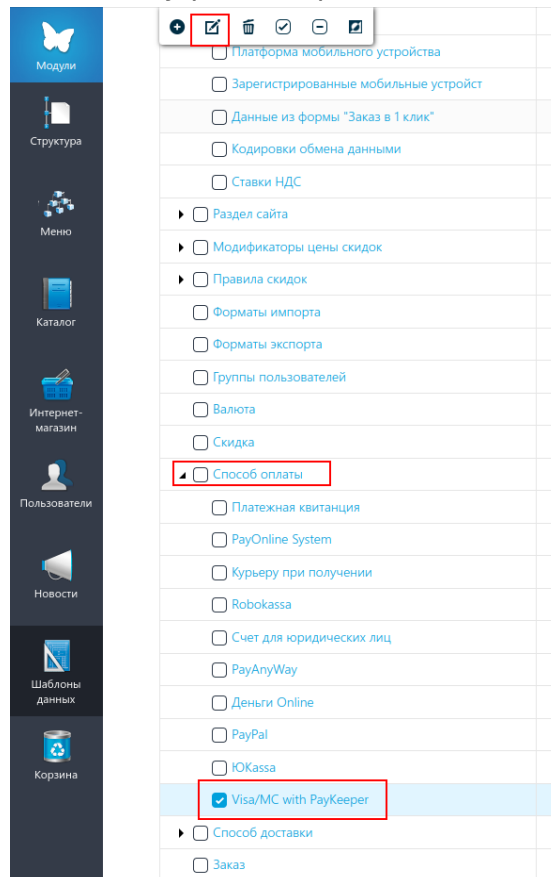 Модули
Структура
Меню
Каталог
Интернет-
магазин
Пользователи
Новости
Шаблоны
данных
Корзина
Платформа мобильного устройства
Зарегистрированные мобильные устройст
Данные из формы "Заказ в 1 клик"
Кодировки обмена данными
Ставки НДС
Раздел сайта
Модификаторы цены скидок
Правила скидок
Форматы импорта
Форматы экспорта
Группы пользователей
Валюта
Скидка
Способ оплаты
Платежная квитанция
PayOnline System
Курьеру при получении
Robokassa
Счет для юридических лиц
PayAnyWay
Деньги Online
PayPal
ЮKassa
Visa/MC with PayKeeper
Способ доставки
Заказ